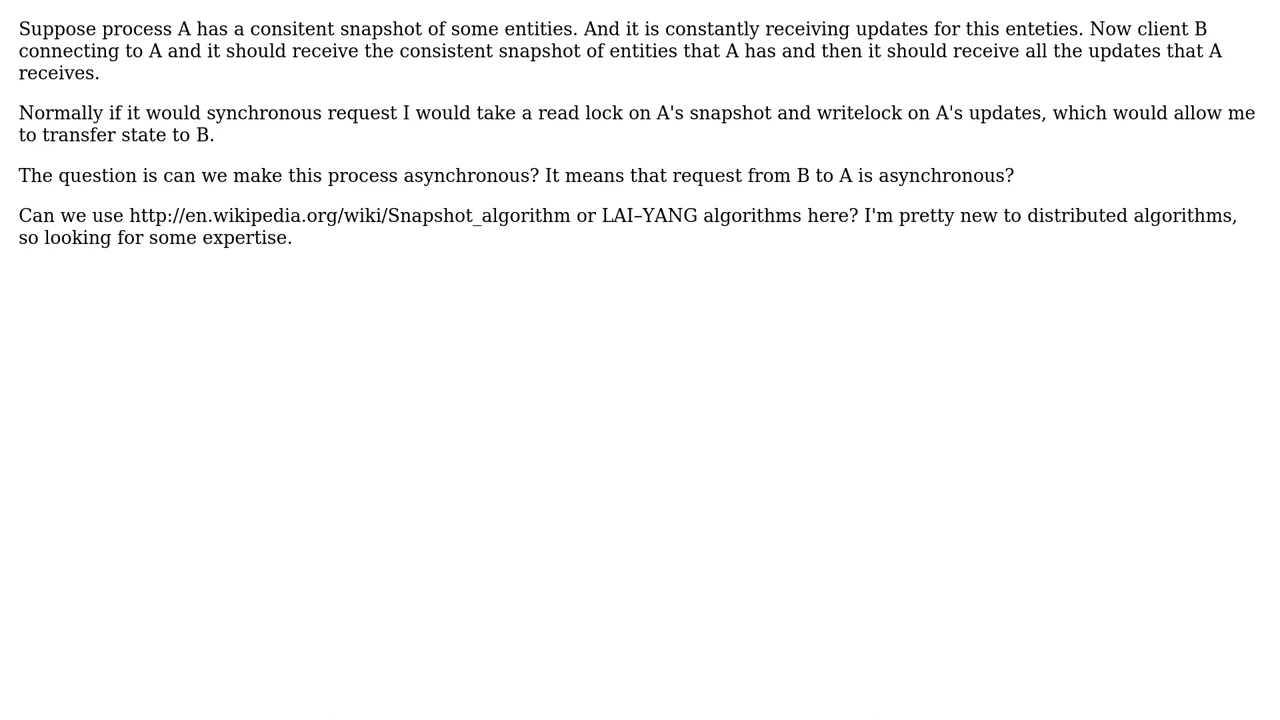 Suppose process A has a consitent snapshot of some entities. And it is constantly receiving updates for this enteties. Now client B
connecting to A and it should receive the consistent snapshot of entities that A has and then it should receive all the updates that A
receives.
Normally if it would synchronous request I would take a read lock on A's snapshot and writelock on A's updates, which would allow me
to transfer state to B.
The question is can we make this process asynchronous? It means that request from B to A is asynchronous?
Can we use http://en.wikipedia.org/wiki/Snapshot_algorithm or LAI–YANG algorithms here? I'm pretty new to distributed algorithms,
so looking for some expertise.